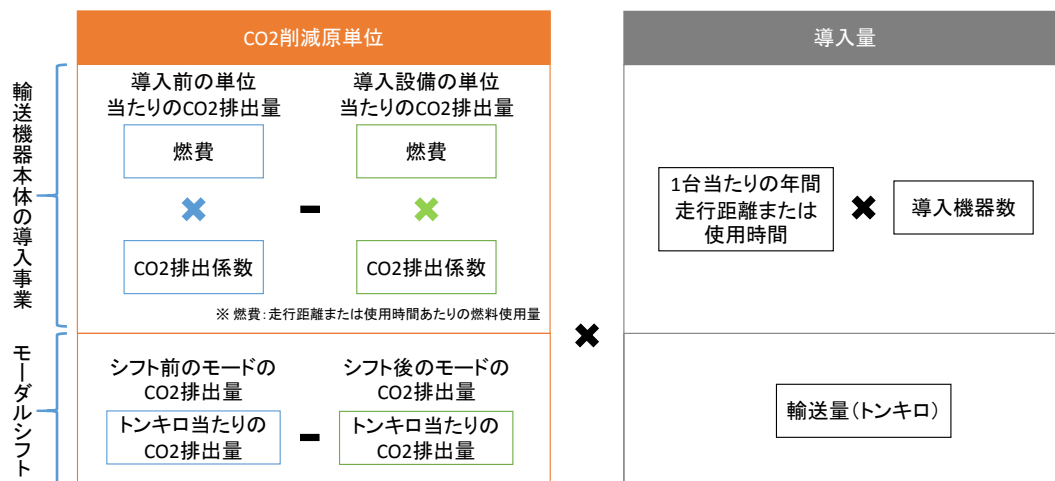 CO2削減原単位
導入量
輸送機器本体の導入事業
導入前の単位
当たりのCO2排出量
導入設備の単位
当たりのCO2排出量
燃費
燃費
CO2排出係数
CO2排出係数
※ 燃費：走行距離または使用時間あたりの燃料使用量
1台当たりの年間
走行距離または
使用時間
導入機器数
モーダルシフト
シフト前のモードの
CO2排出量
シフト後のモードの
CO2排出量
トンキロ当たりの
CO2排出量
トンキロ当たりの
CO2排出量
輸送量（トンキロ）